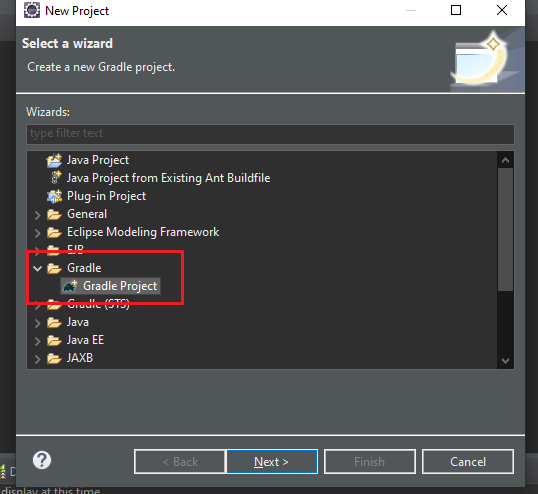 New Project
Select a wizard
Create a new Gradle project.
Wizards:
type filter text
Java Project
Java Project from Existing Ant Buildfile
Plug-in Project
General
Eclipse Modeling Framework
EJB
Gradle
Gradle Project
Gradle (STS)
Java
Java EE
JAXB
?
< Back
Next >
Finish
Cancel
D
display at this time.